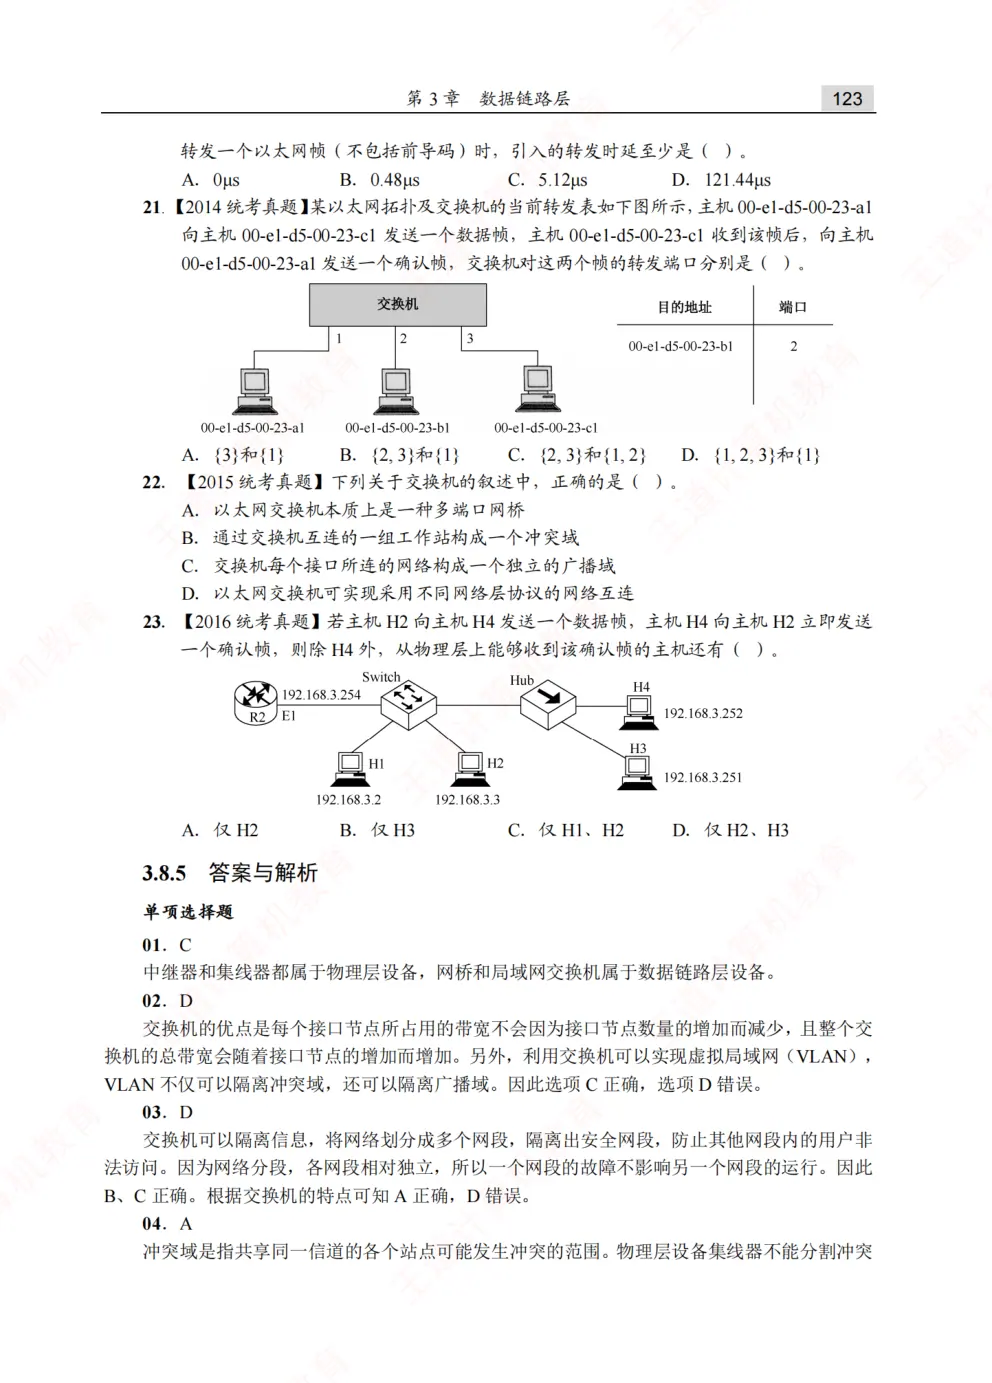 第 3 章 数据链路层
123
转发一个以太网帧（不包括前导码）时，引入的转发时延至少是（ ）。
A. 0μs B. 0.48μs C. 5.12μs D. 121.44μs
21. 【2014 统考真题】某以太网拓扑及交换机的当前转发表如下图所示，主机 00-e1-d5-00-23-a1
向主机 00-e1-d5-00-23-c1 发送一个数据帧，主机 00-e1-d5-00-23-c1 收到该帧后，向主机
00-e1-d5-00-23-a1 发送一个确认帧，交换机对这两个帧的转发端口分别是（ ）。
交换机
1 2 3
00-e1-d5-00-23-a1 00-e1-d5-00-23-b1 00-e1-d5-00-23-c1
目的地址 端口
00-e1-d5-00-23-b1 2
A. {3}和{1} B. {2, 3}和{1} C. {2, 3}和{1, 2} D. {1, 2, 3}和{1}
22. 【2015 统考真题】下列关于交换机的叙述中，正确的是（ ）。
A. 以太网交换机本质上是一种多端口网桥
B. 通过交换机互连的一组工作站构成一个冲突域
C. 交换机每个接口所连的网络构成一个独立的广播域
D. 以太网交换机可实现采用不同网络层协议的网络互连
23. 【2016 统考真题】若主机 H2 向主机 H4 发送一个数据帧，主机 H4 向主机 H2 立即发送
一个确认帧，则除 H4 外，从物理层上能够收到该确认帧的主机还有（ ）。
Switch
Hub
192.168.3.254
R2 E1
H4
192.168.3.252
H1
H2
H3
192.168.3.251
192.168.3.2 192.168.3.3
A. 仅 H2 B. 仅 H3 C. 仅 H1、H2 D. 仅 H2、H3
3.8.5 答案与解析
单项选择题
01. C
中继器和集线器都属于物理层设备，网桥和局域网交换机属于数据链路层设备。
02. D
交换机的优点是每个接口节点所占用的带宽不会因为接口节点数量的增加而减少，且整个交
换机的总带宽会随着接口节点的增加而增加。另外，利用交换机可以实现虚拟局域网（VLAN），
VLAN 不仅可以隔离冲突域，还可以隔离广播域。因此选项 C 正确，选项 D 错误。
03. D
交换机可以隔离信息，将网络划分成多个网段，隔离出安全网段，防止其他网段内的用户非
法访问。因为网络分段，各网段相对独立，所以一个网段的故障不影响另一个网段的运行。因此
B、C 正确。根据交换机的特点可知 A 正确，D 错误。
04. A
冲突域是指共享同一信道的各个站点可能发生冲突的范围。物理层设备集线器不能分割冲突